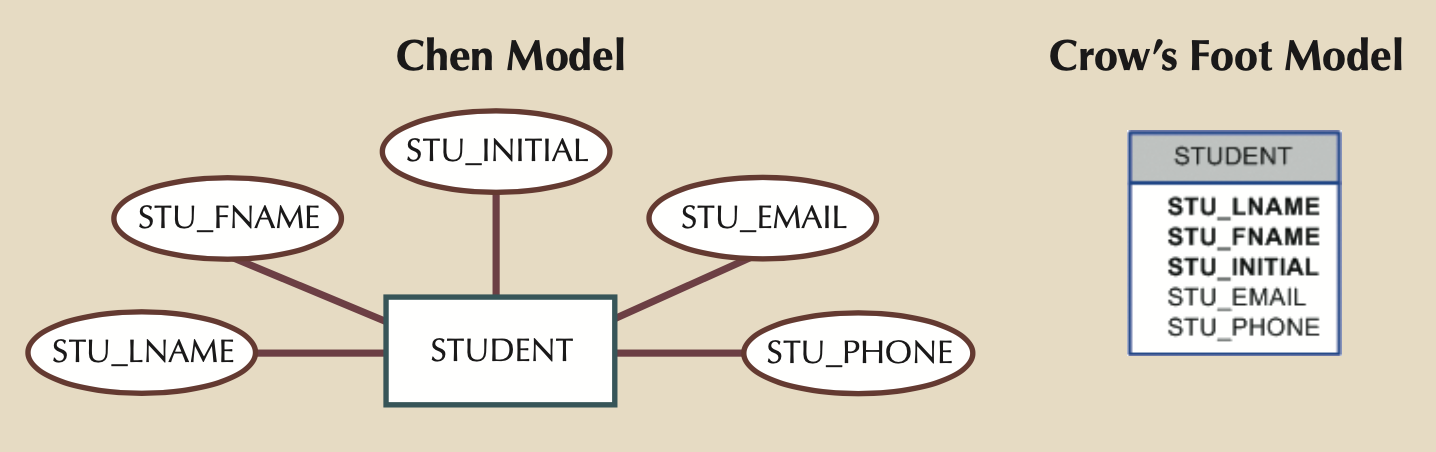 Chen Model
STU_INITIAL
STU_FNAME
STU_EMAIL
STU_LNAME
STUDENT
STU_PHONE
Crow’s Foot Model
STUDENT
STU_LNAME
STU_FNAME
STU_INITIAL
STU_EMAIL
STU_PHONE